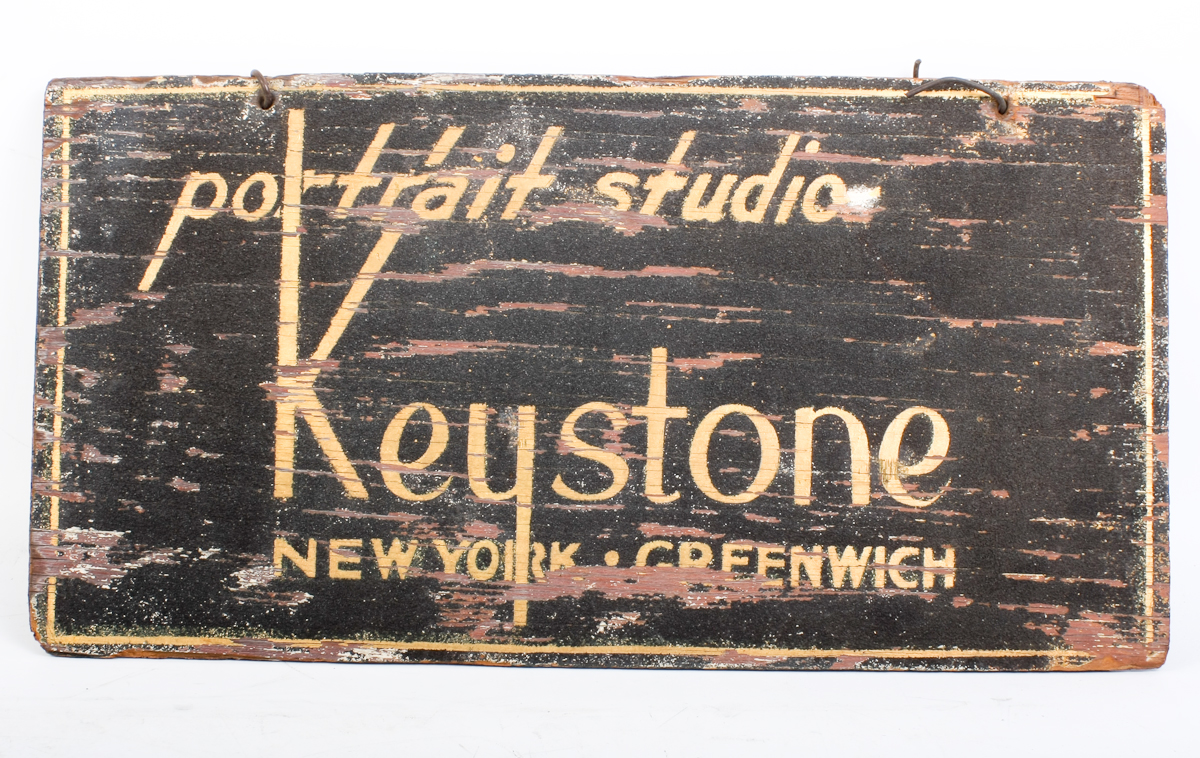 portrait studio
Keystone
NEW YORK • GREENWICH